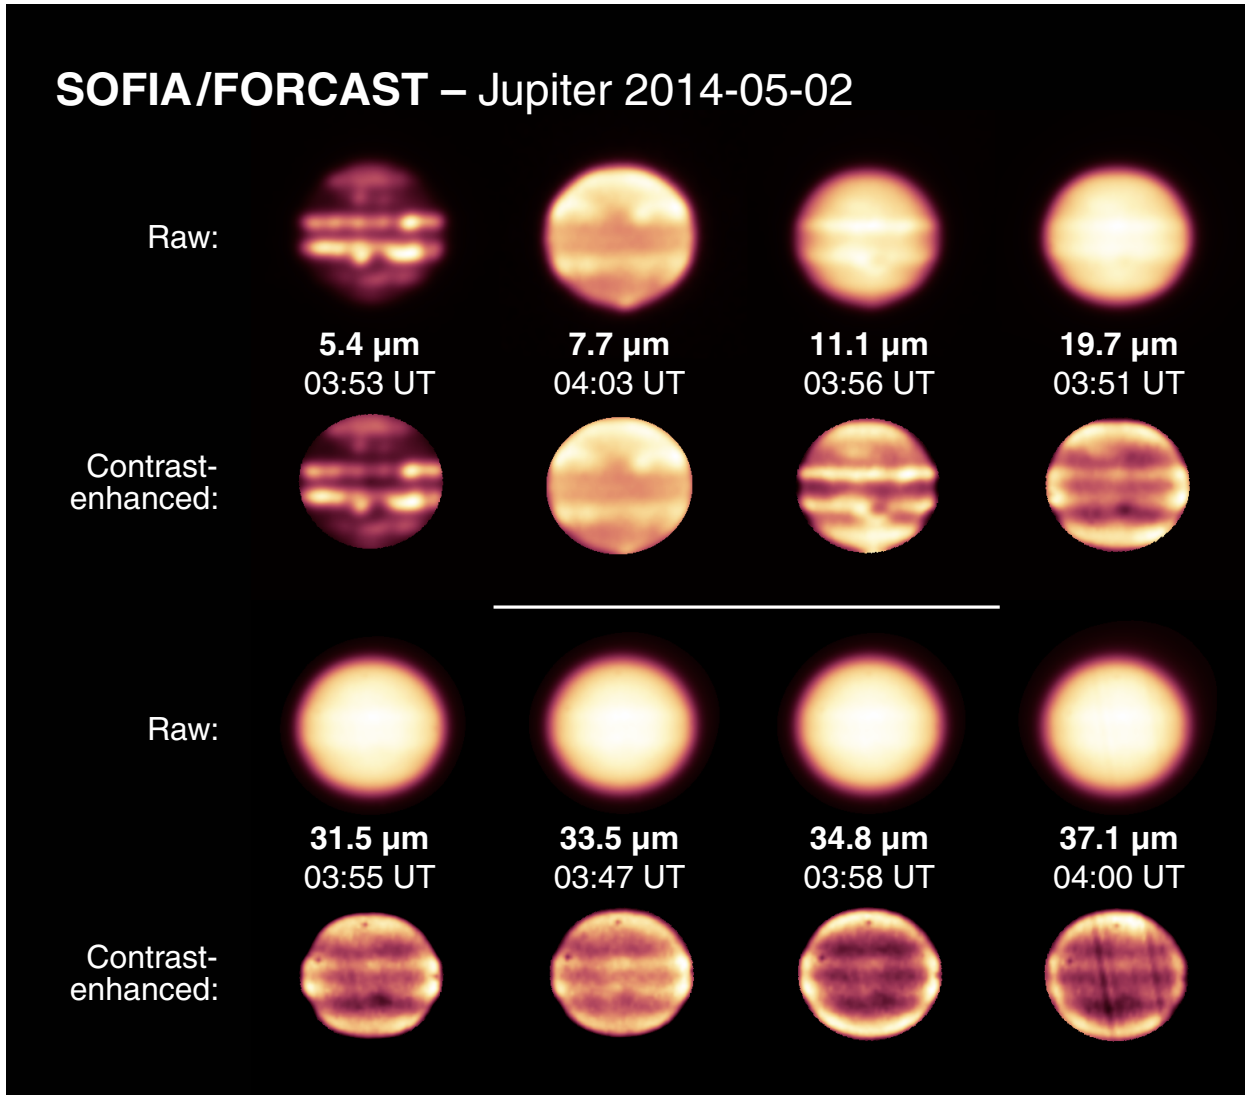 SOFIA/FORCAST – Jupiter 2014-05-02
Raw:
5.4 µm
7.7 µm
11.1 µm
19.7 µm
03:53 UT
04:03 UT
03:56 UT
03:51 UT
Contrast-
enhanced:
Raw:
31.5 µm
33.5 µm
34.8 µm
37.1 µm
03:55 UT
03:47 UT
03:58 UT
04:00 UT
Contrast-
enhanced: